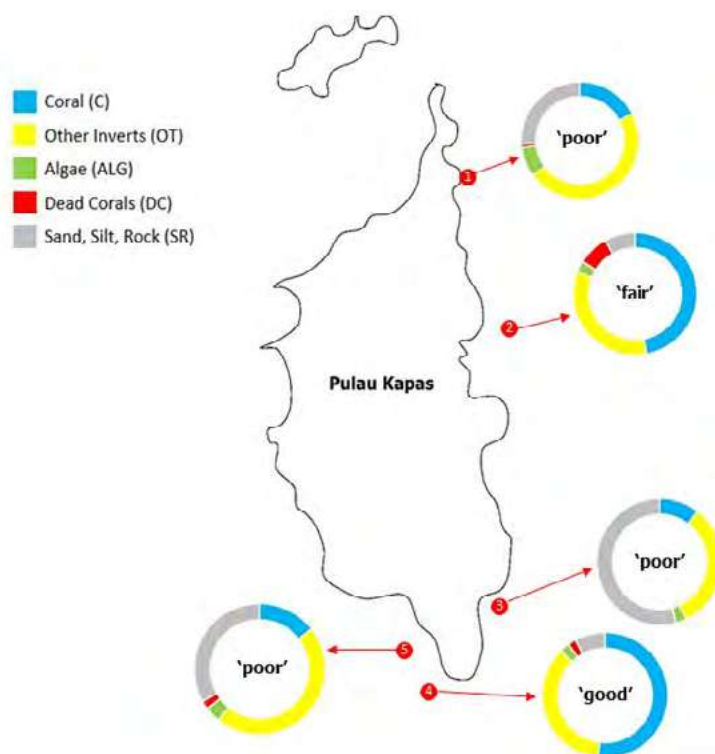 Coral (C)
Other Inverts (OT)
Algae (ALG)
Dead Corals (DC)
Sand, Silt, Rock (SR)
‘poor’
1
‘fair’
2
Pulau Kapas
‘poor’
3
‘poor’
5
4
‘good’